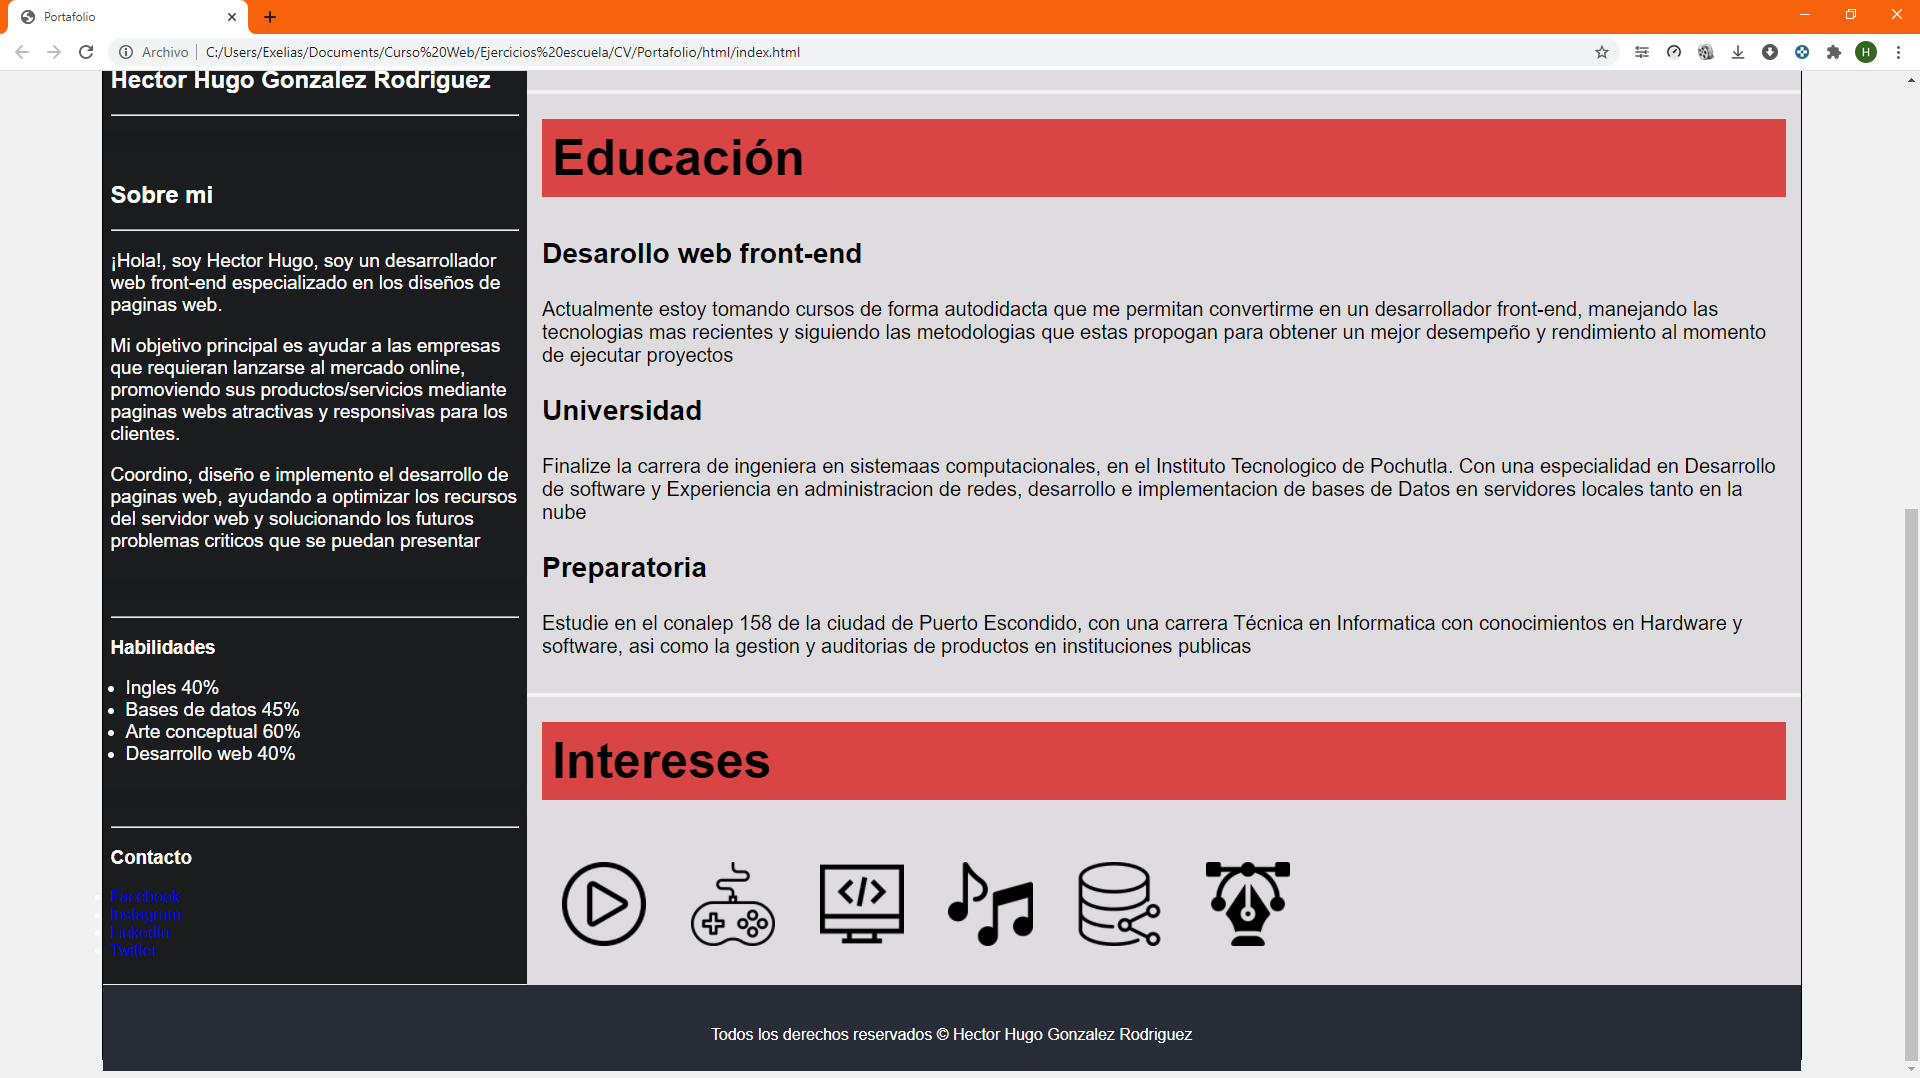 Portafolio
Archivo
C:/Users/Exelias/Documents/Curso%20Web/Ejercicios%20escuela/CV/Portafolio/html/index.html
H
Hector Hugo Gonzalez Rodriguez
Sobre mi
¡Hola!, soy Hector Hugo, soy un desarrollador
web front-end especializado en los diseños de
paginas web.
Mi objetivo principal es ayudar a las empresas
que requieran lanzarse al mercado online,
promoviendo sus productos/servicios mediante
paginas webs atractivas y responsivas para los
clientes.
Coordino, diseño e implemento el desarrollo de
paginas web, ayudando a optimizar los recursos
del servidor web y solucionando los futuros
problemas criticos que se puedan presentar
Habilidades
Ingles 40%
Bases de datos 45%
Arte conceptual 60%
Desarrollo web 40%
Contacto
Facebook
Instagram
Linkedin
Twitter
Educación
Desarollo web front-end
Actualmente estoy tomando cursos de forma autodidacta que me permitan convertirme en un desarrollador front-end, manejando las
tecnologias mas recientes y siguiendo las metodologias que estas propogan para obtener un mejor desempeño y rendimiento al momento
de ejecutar proyectos
Universidad
Finalize la carrera de ingeniera en sistemaas computacionales, en el Instituto Tecnologico de Pochutla. Con una especialidad en Desarrollo
de software y Experiencia en administracion de redes, desarrollo e implementacion de bases de Datos en servidores locales tanto en la
nube
Preparatoria
Estudie en el conalep 158 de la ciudad de Puerto Escondido, con una carrera Técnica en Informatica con conocimientos en Hardware y
software, asi como la gestion y auditorias de productos en instituciones publicas
Intereses
Todos los derechos reservados © Hector Hugo Gonzalez Rodriguez